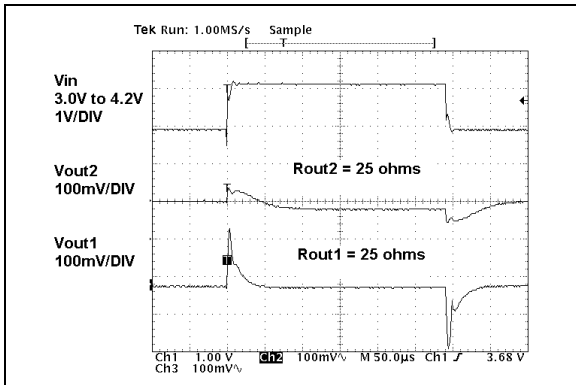 Tek Run: 1.00MS/s Sample
[ T ]
Vin
3.0V to 4.2V
1V/DIV
Vout2
100mV/DIV
Rout2 = 25 ohms
Vout1
100mV/DIV
Rout1 = 25 ohms
T
Ch1 1.00 V Ch2 100mV∿ M 50.0µs Ch1 ʃ 3.68 V
Ch3 100mV∿